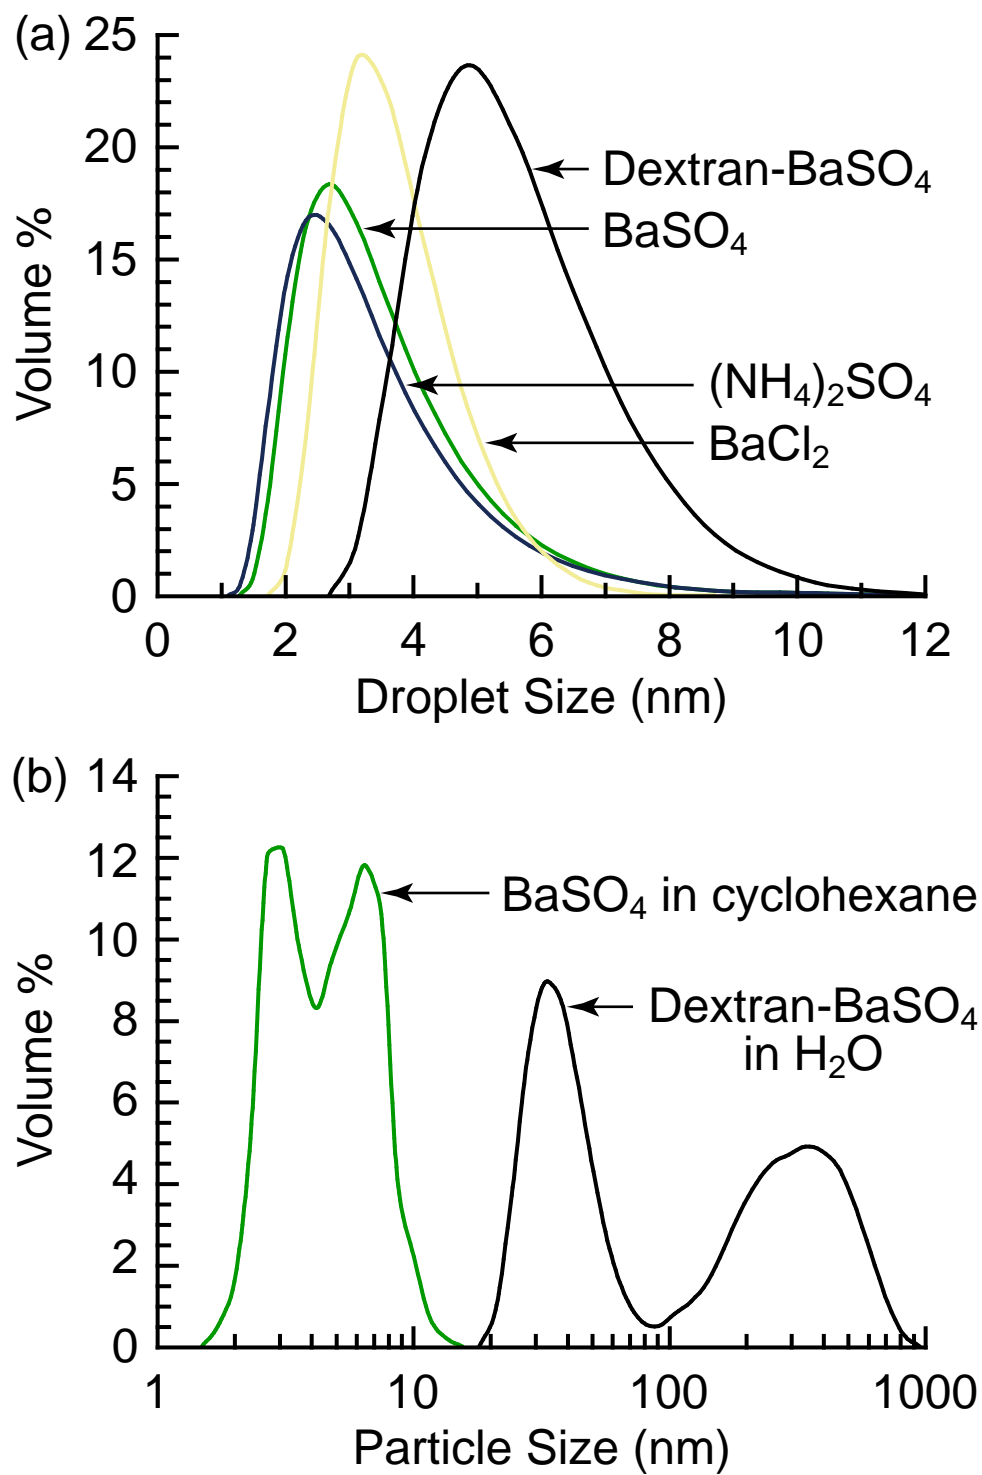 (a)
25
20
15
10
5
0
Volume %
Dextran-BaSO₄
BaSO₄
(NH₄)₂SO₄
BaCl₂
0 2 4 6 8 10 12
Droplet Size (nm)
(b)
14
12
10
8
6
4
2
0
Volume %
BaSO₄ in cyclohexane
Dextran-BaSO₄
in H₂O
1 10 100 1000
Particle Size (nm)